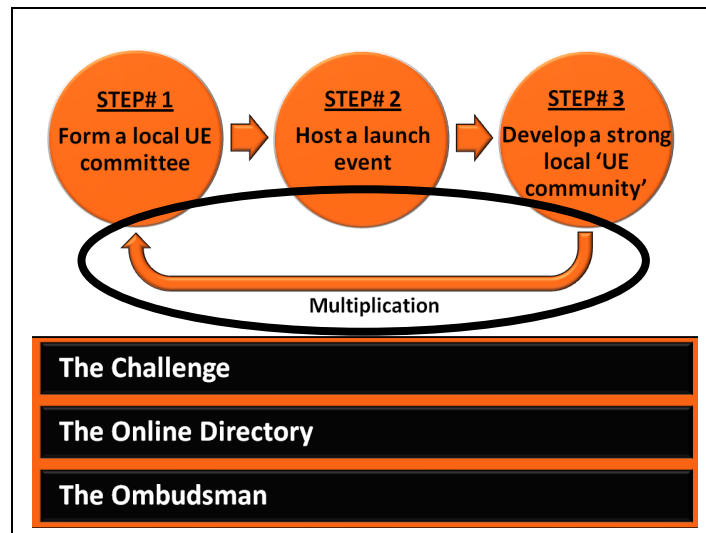 STEP# 1
Form a local UE
committee
STEP# 2
Host a launch
event
STEP# 3
Develop a strong
local ‘UE
community’
Multiplication
The Challenge
The Online Directory
The Ombudsman